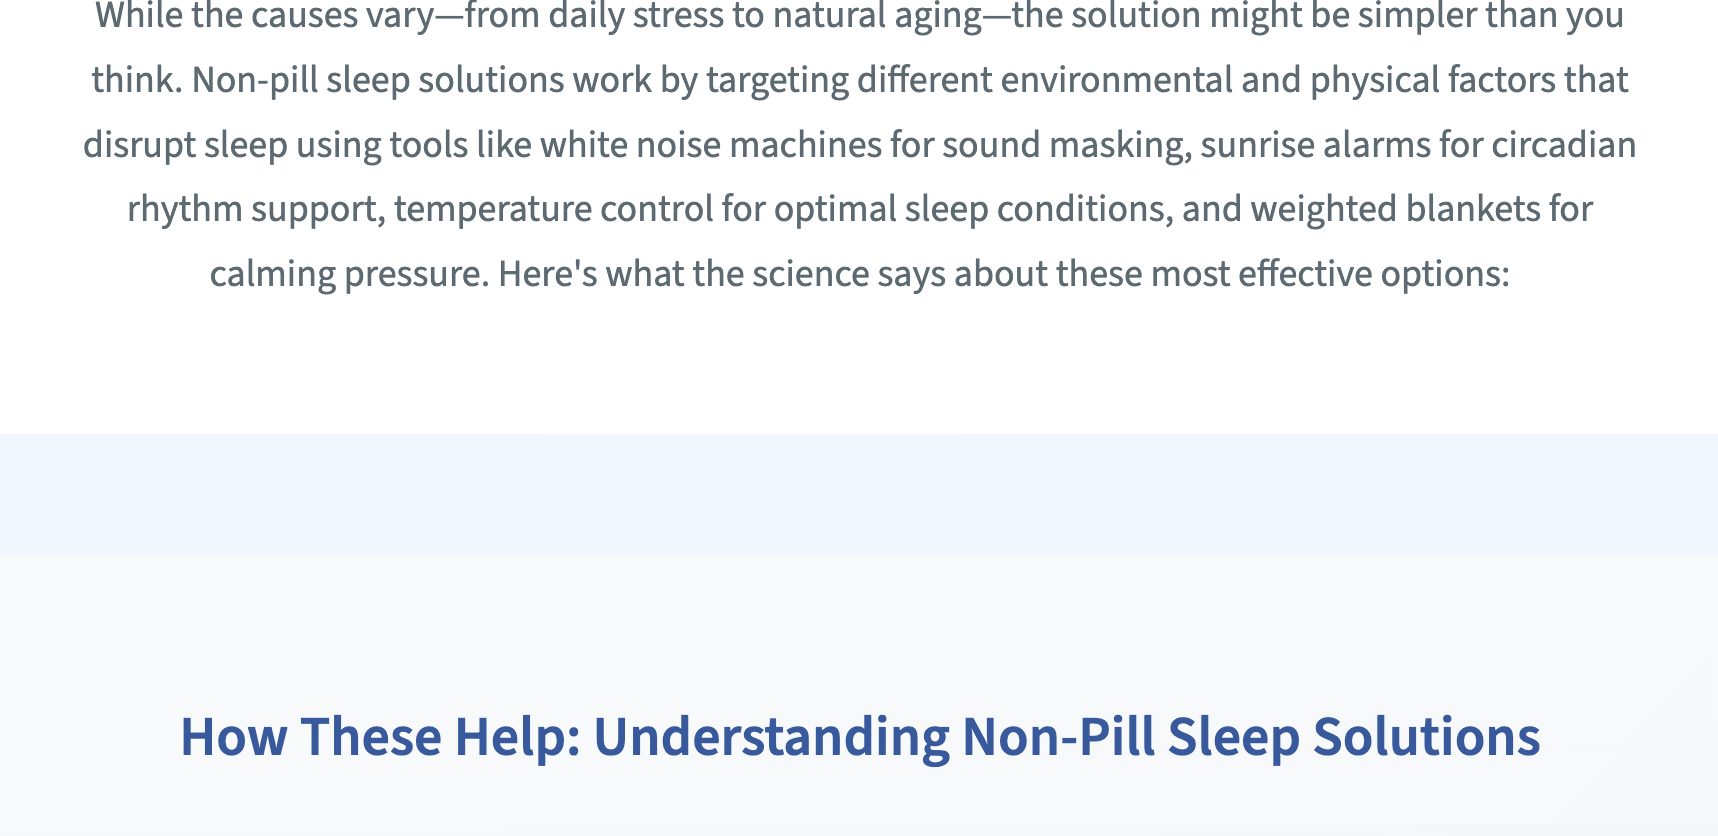 While the causes vary—from daily stress to natural aging—the solution might be simpler than you
think. Non-pill sleep solutions work by targeting different environmental and physical factors that
disrupt sleep using tools like white noise machines for sound masking, sunrise alarms for circadian
rhythm support, temperature control for optimal sleep conditions, and weighted blankets for
calming pressure. Here's what the science says about these most effective options:
How These Help: Understanding Non-Pill Sleep Solutions